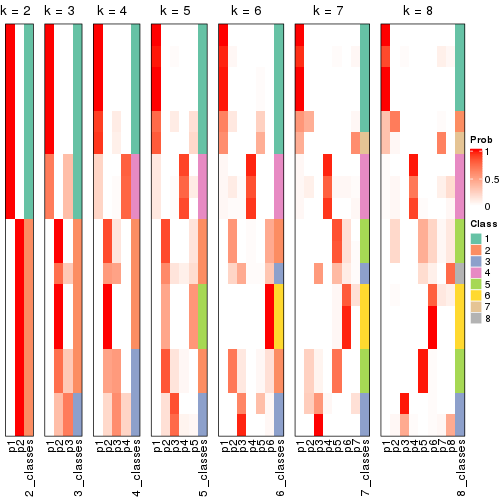 k = 2 k = 3 k = 4 k = 5 k = 6 k = 7 k = 8
Prob
1
0.5
0
Class
1
2
3
4
5
6
7
8
p1 p2 2_classes p1 p2 p3 3_classes p1 p2 p3 p4 4_classes p1 p2 p3 p4 p5 5_classes p1 p2 p3 p4 p5 p6 6_classes p1 p2 p3 p4 p5 p6 p7 7_classes p1 p2 p3 p4 p5 p6 p7 p8 8_classes